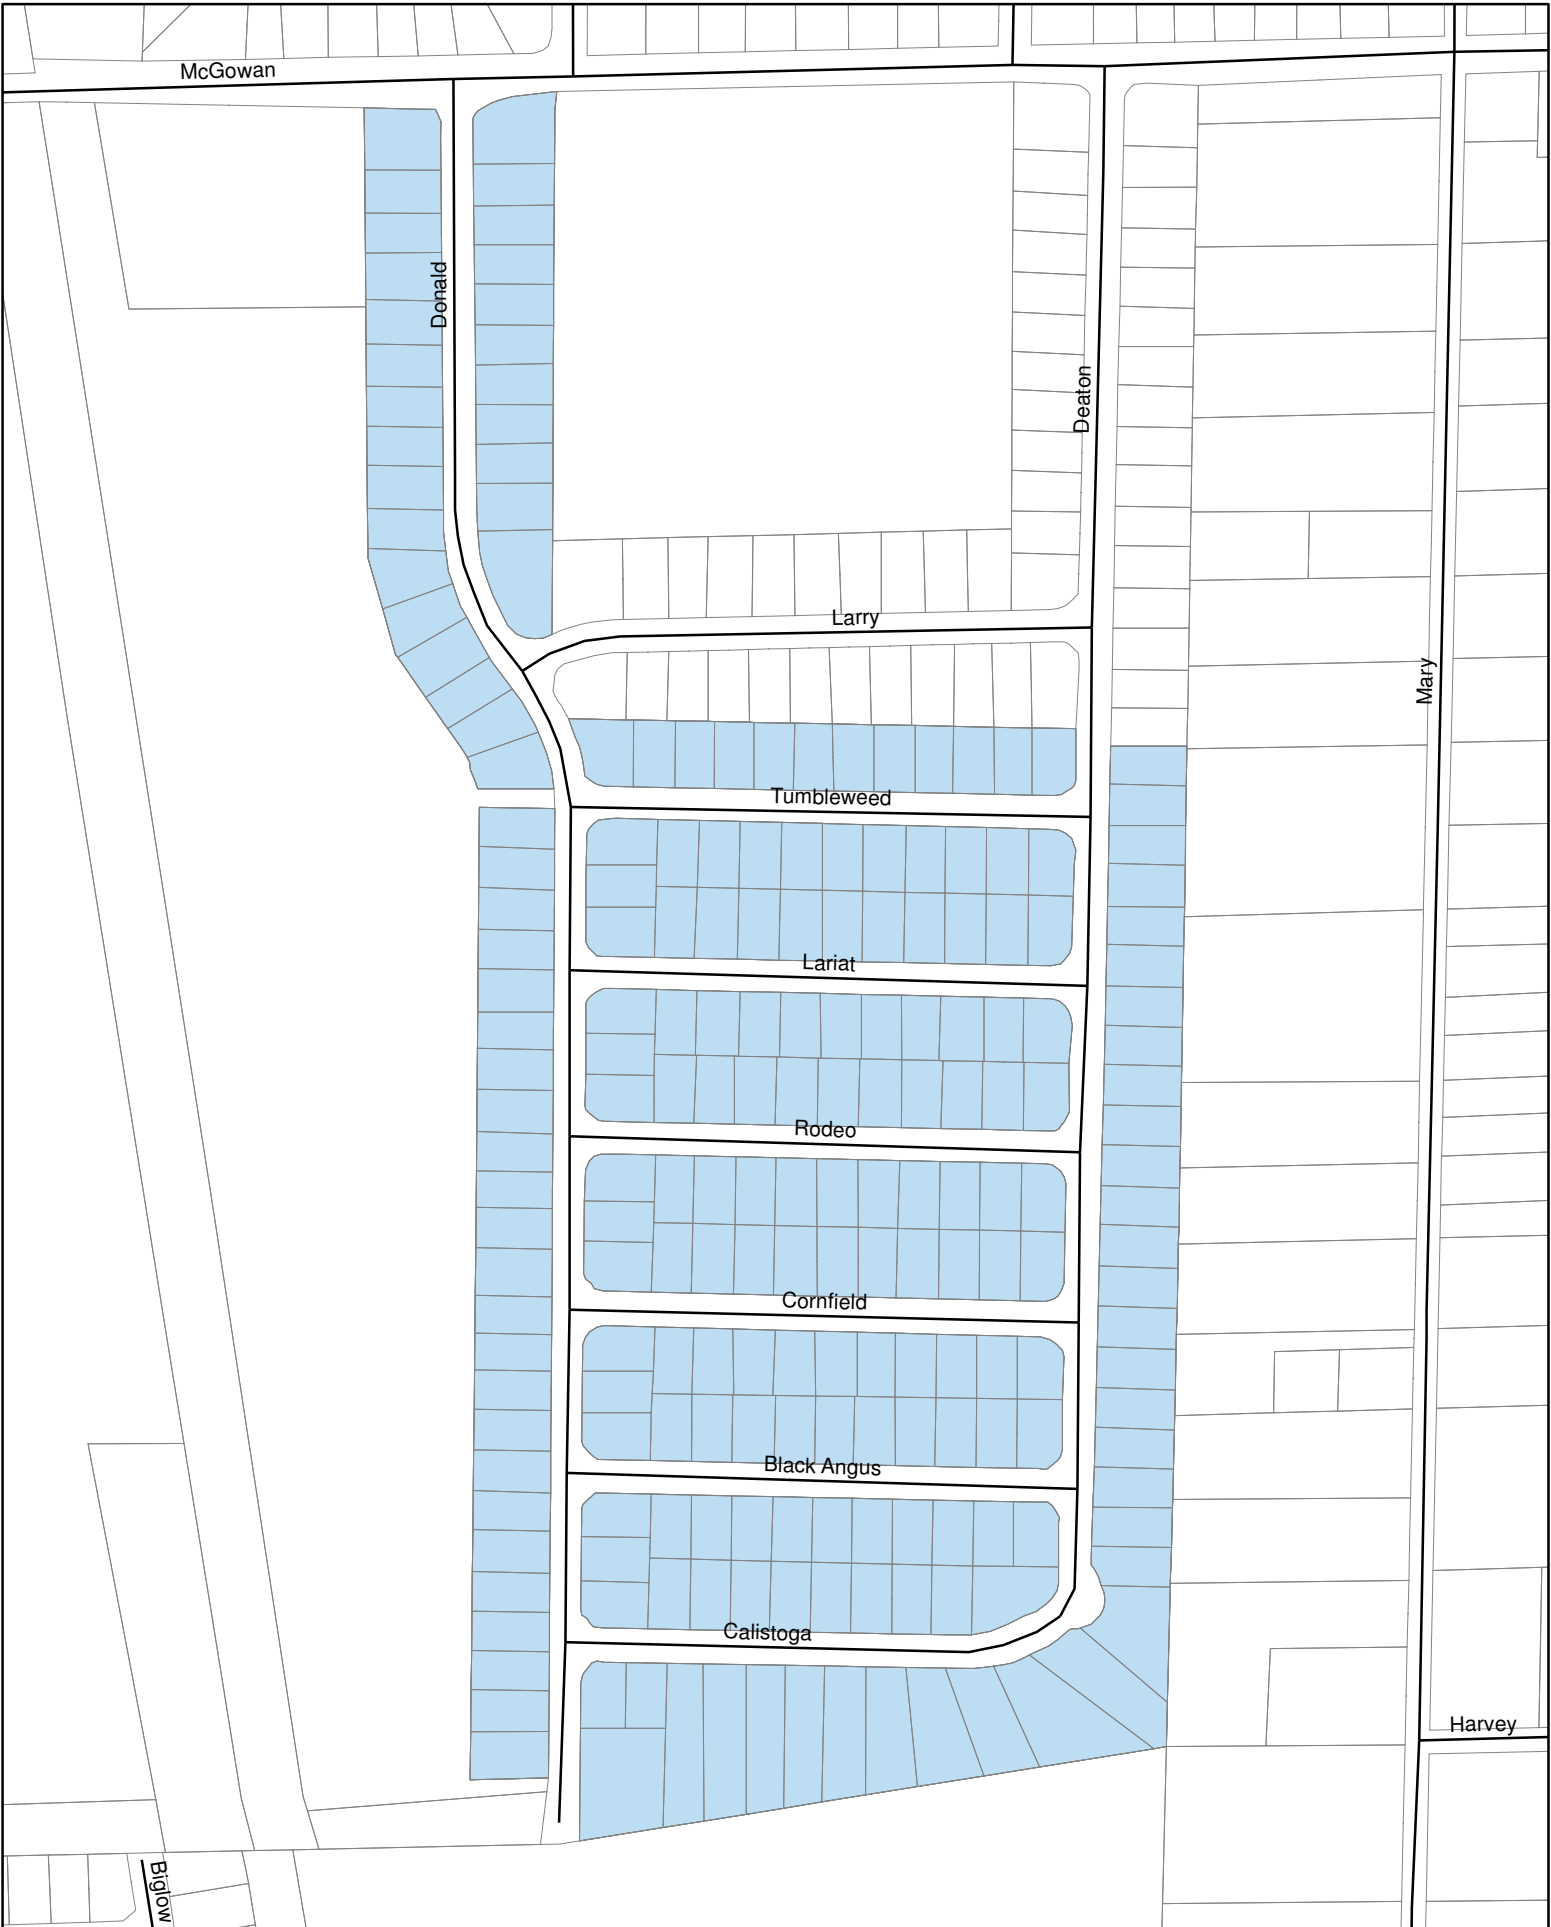 McGowan
Donald
Deaton
Larry
Mary
Tumbleweed
Lariat
Rodeo
Cornfield
Black Angus
Calistoga
Harvey
Biglow